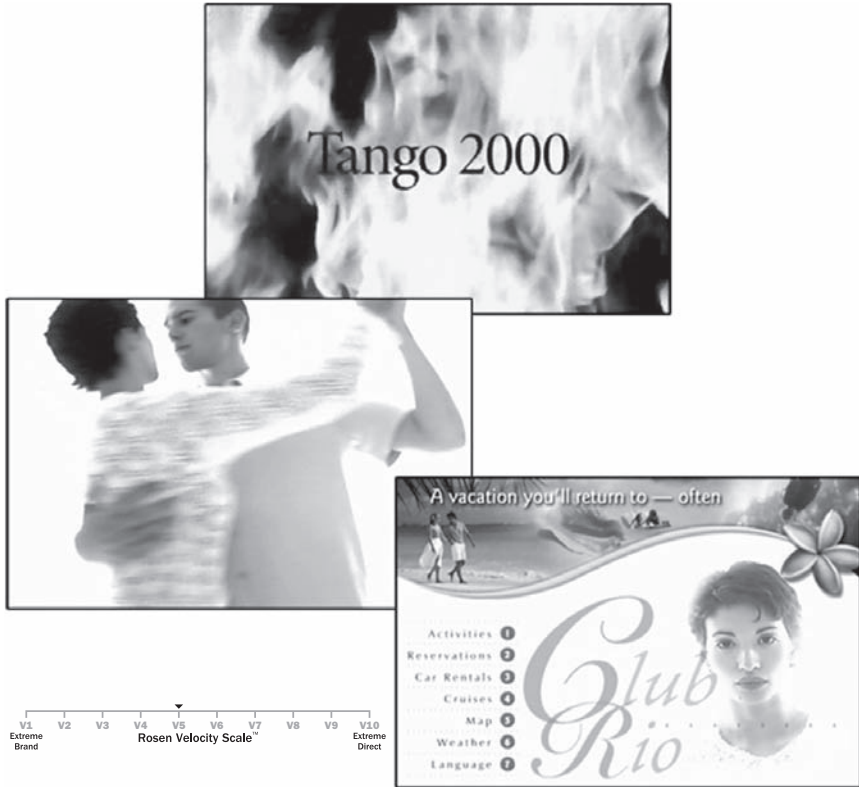 Tango 2000
A vacation you'll return to — often
Activities 1
Reservations 2
Car Rentals 3
Cruises 4
Map 5
Weather 6
Language 7
Club
Rio
V1 V2 V3 V4 V5 V6 V7 V8 V9 V10
Extreme Brand
Rosen Velocity Scale™
Extreme Direct